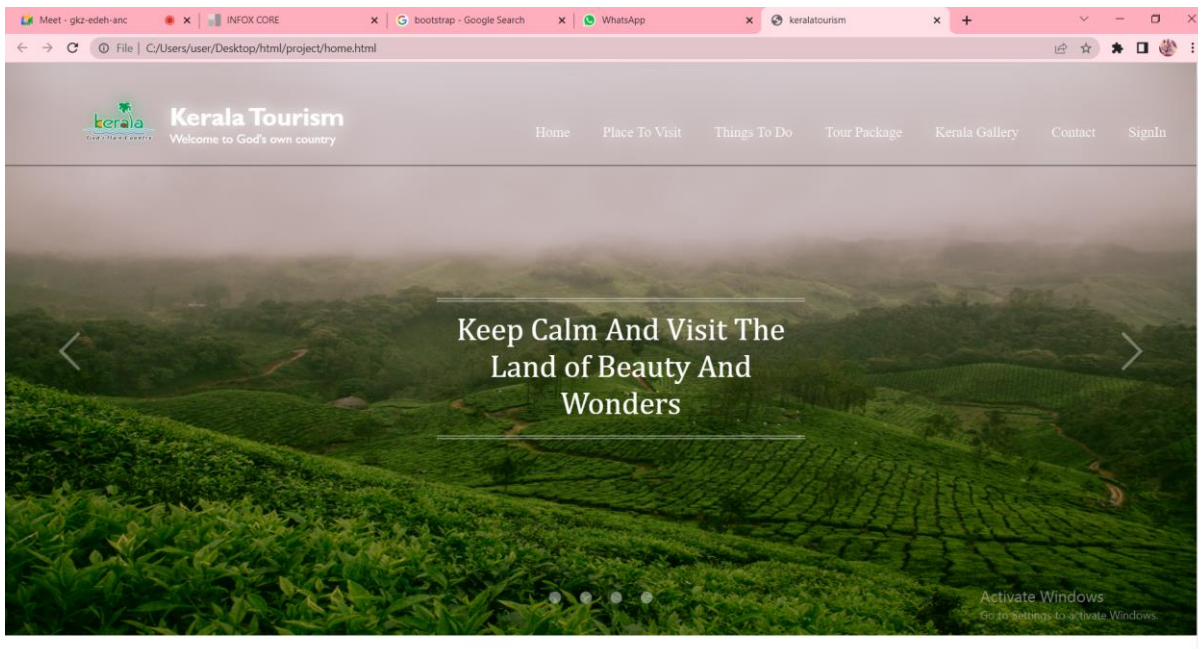 Meet - gkz-edeh-anc
INFOX CORE
bootstrap - Google Search
WhatsApp
keralatourism
File | C:/Users/user/Desktop/html/project/home.html
kerala
God's Own Country
Kerala Tourism
Welcome to God's own country
Home
Place To Visit
Things To Do
Tour Package
Kerala Gallery
Contact
SignIn
Keep Calm And Visit The
Land of Beauty And
Wonders
Activate Windows
Go to Settings to activate Windows.